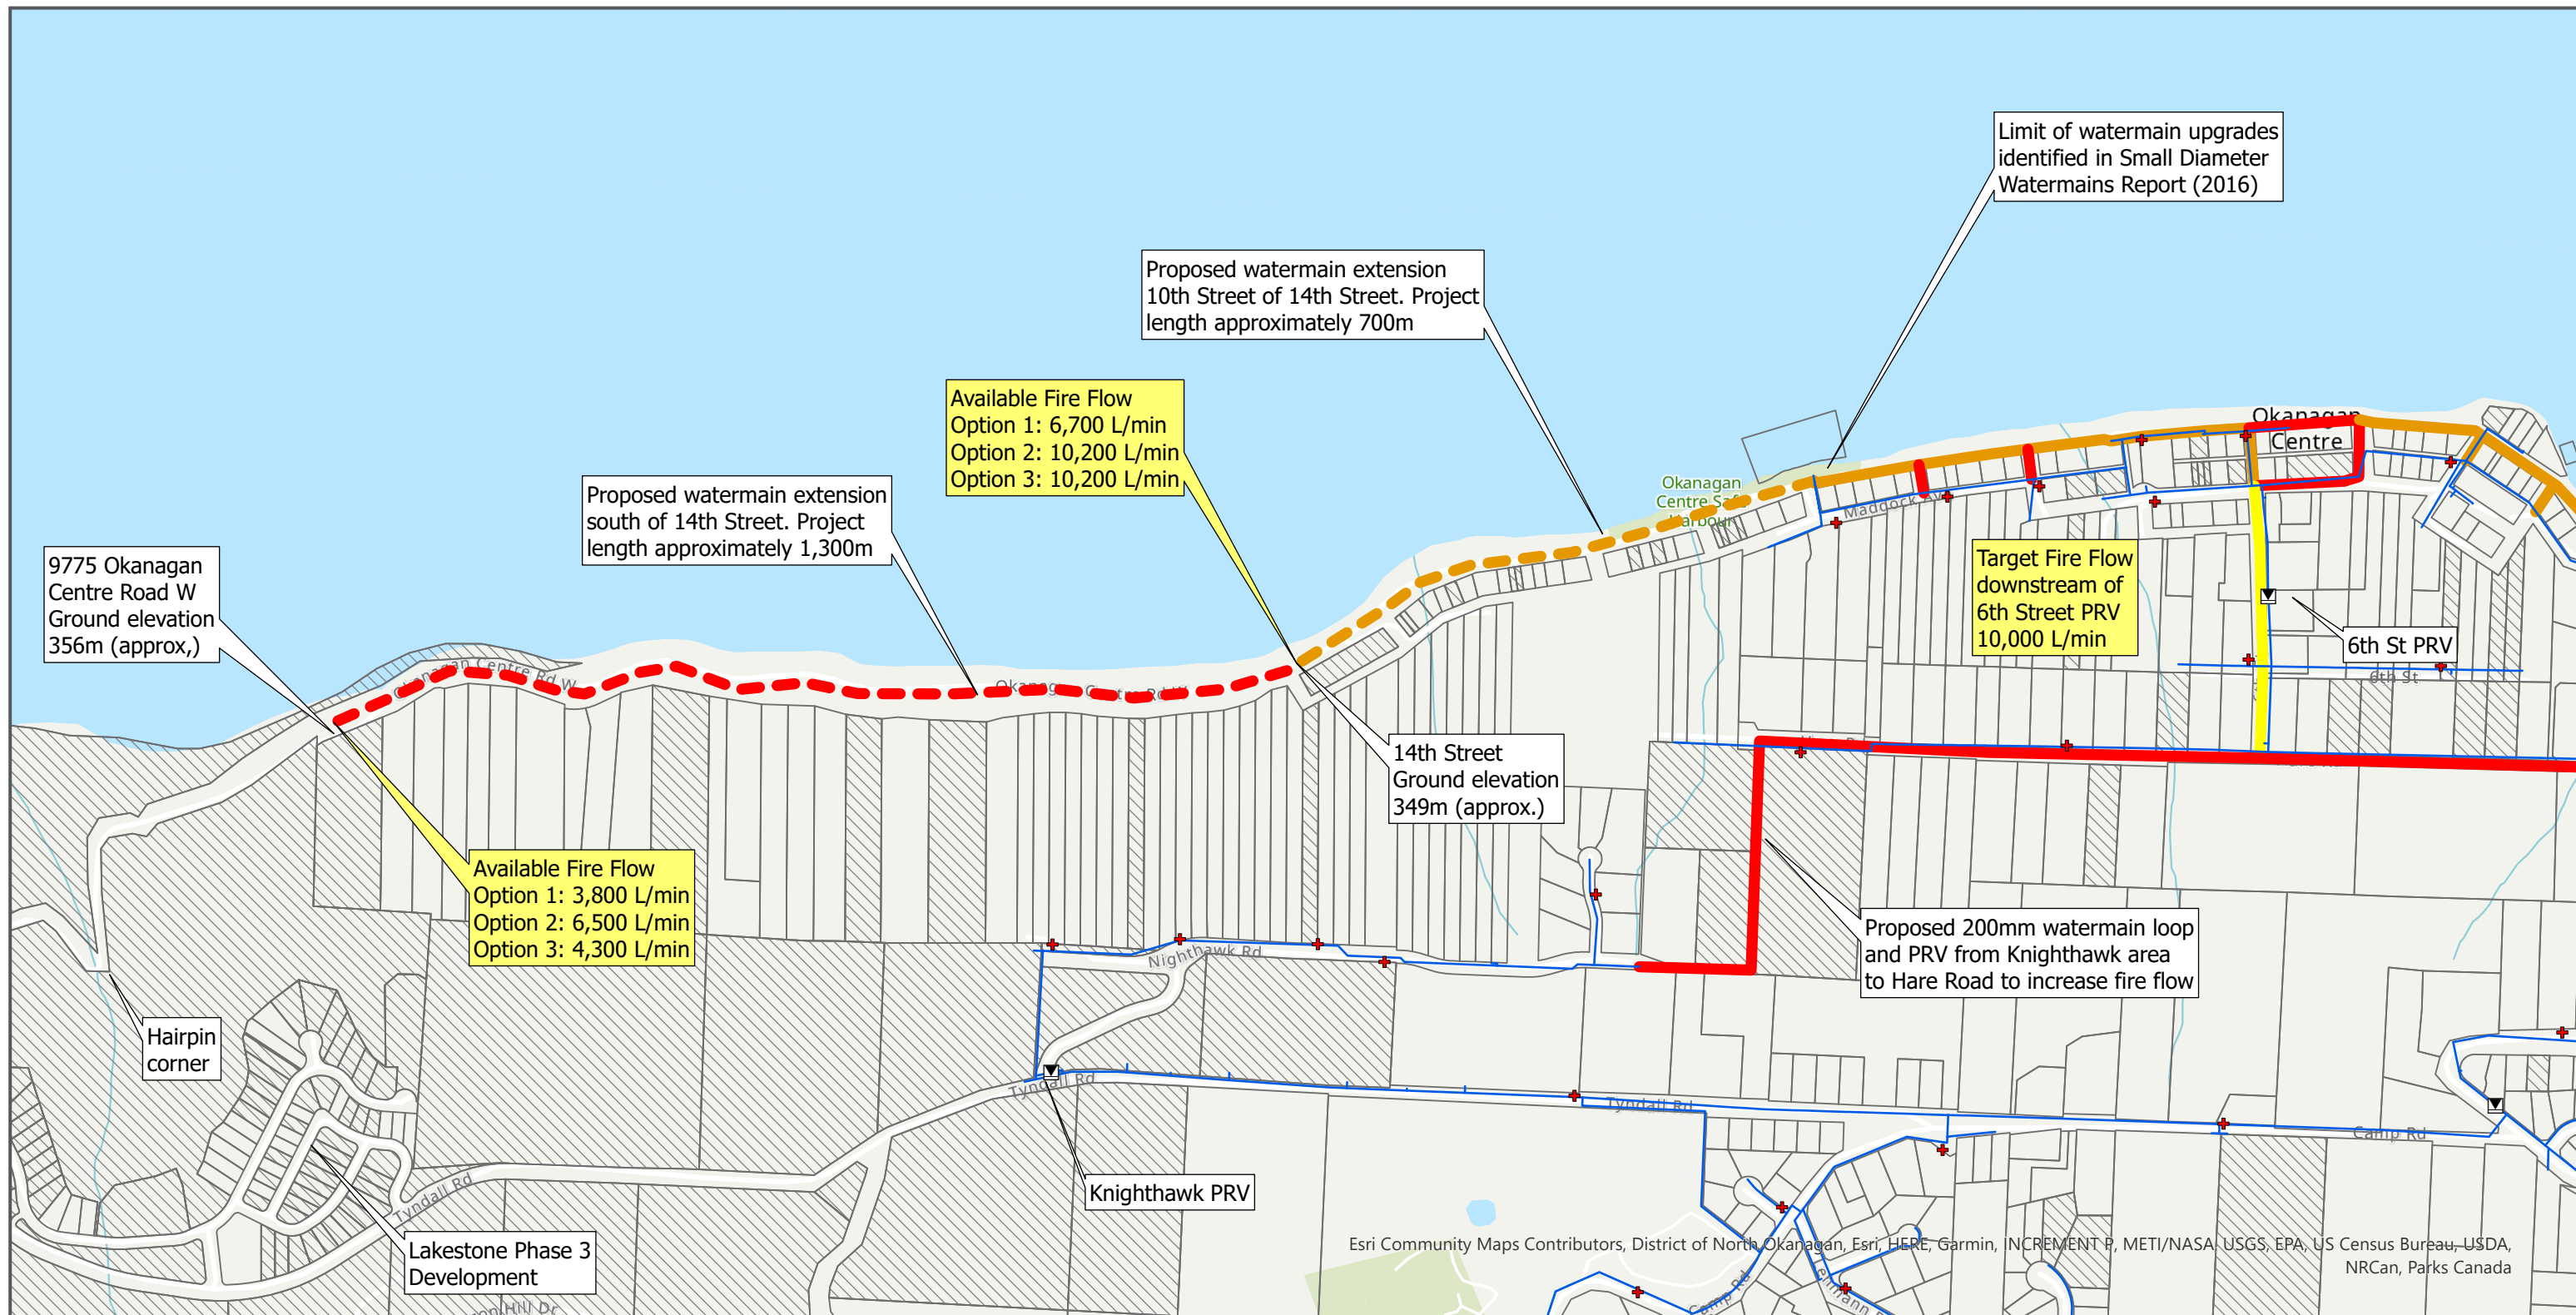 Limit of watermain upgrades
identified in Small Diameter
Watermains Report (2016)
Proposed watermain extension
10th Street of 14th Street. Project
length approximately 700m
Available Fire Flow
Option 1: 6,700 L/min
Option 2: 10,200 L/min
Option 3: 10,200 L/min
Proposed watermain extension
south of 14th Street. Project
length approximately 1,300m
9775 Okanagan
Centre Road W
Ground elevation
356m (approx,)
Okanagan
Centre
Okanagan
Centre Safe
Harbour
Maddock
Target Fire Flow
downstream of
6th Street PRV
10,000 L/min
6th St PRV
6th St
Okanagan Centre Rd W
Okanagan Centre Rd W
14th Street
Ground elevation
349m (approx.)
Available Fire Flow
Option 1: 3,800 L/min
Option 2: 6,500 L/min
Option 3: 4,300 L/min
Proposed 200mm watermain loop
and PRV from Knighthawk area
to Hare Road to increase fire flow
Nighthawk Rd
Hairpin
corner
Tyndall Rd
Tyndall Rd
Camp Rd
Knighthawk PRV
Tyndall Rd
Lakestone Phase 3
Development
Esri Community Maps Contributors, District of North Okanagan, Esri, HERE, Garmin, INCREMENT P, METI/NASA, USGS, EPA, US Census Bureau, USDA,
NRCan, Parks Canada
Camp Rd
Lehmann
Hill Dr